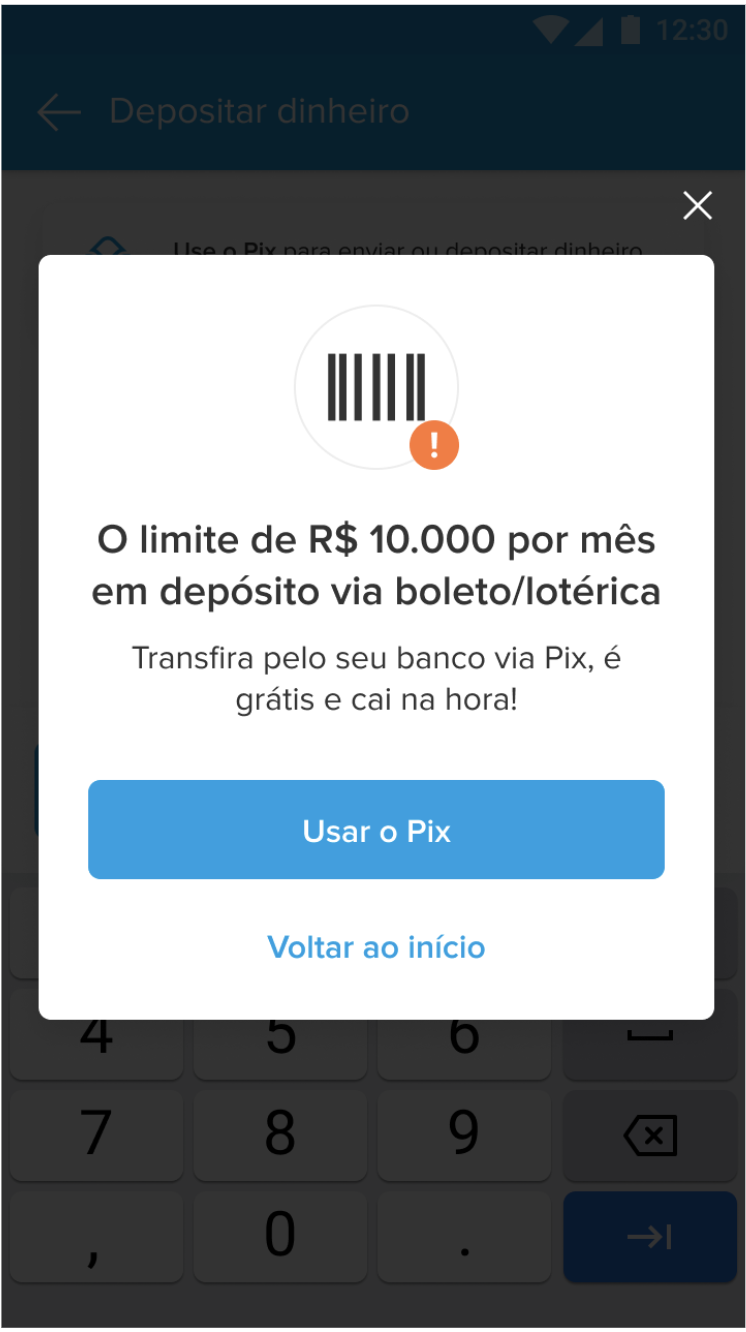 12:30
Depositar dinheiro
Use o Pix para enviar ou depositar dinheiro
!
O limite de R$ 10.000 por mês
em depósito via boleto/lotérica
Transfira pelo seu banco via Pix, é
grátis e cai na hora!
Usar o Pix
Voltar ao início
4 5 6
7 8 9
, 0 .